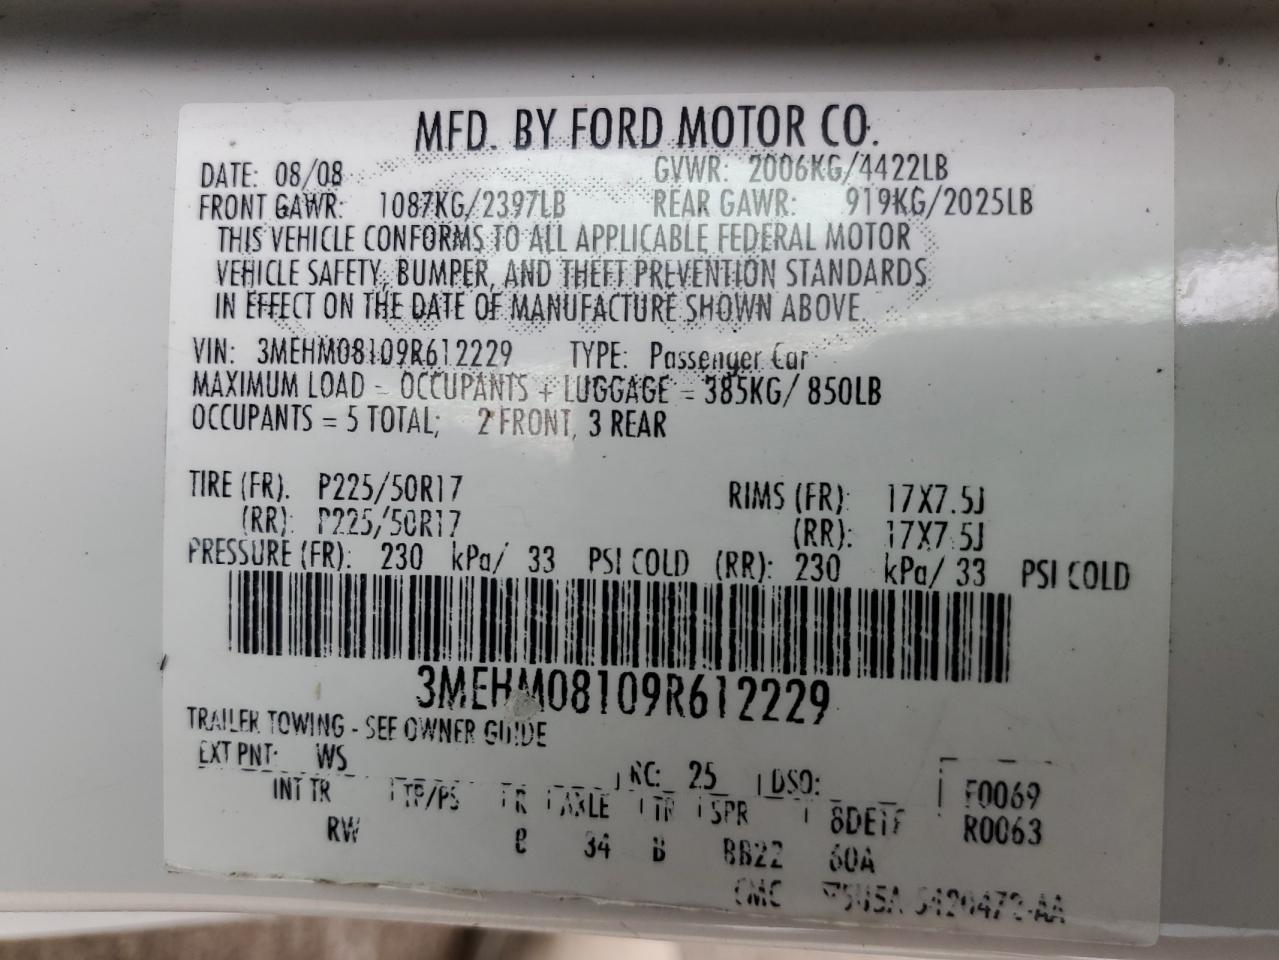 MFD. BY FORD MOTOR CO.
DATE: 08/08 GVWR: 2006KG/4422LB
FRONT GAWR: 1087KG/2397LB REAR GAWR: 919KG/2025LB
THIS VEHICLE CONFORMS TO ALL APPLICABLE FEDERAL MOTOR
VEHICLE SAFETY, BUMPER, AND THEFT PREVENTION STANDARDS
IN EFFECT ON THE DATE OF MANUFACTURE SHOWN ABOVE.
VIN: 3MEHM08109R612229 TYPE: Passenger Car
MAXIMUM LOAD - OCCUPANTS + LUGGAGE = 385KG/ 850LB
OCCUPANTS = 5 TOTAL; 2 FRONT, 3 REAR
TIRE (FR). P225/50R17 RIMS (FR): 17X7.5J
(RR): P225/50R17 (RR): 17X7.5J
PRESSURE (FR): 230 kPa/ 33 PSI COLD (RR): 230 kPa/ 33 PSI COLD
3MEHM08109R612229
TRAILER TOWING - SEE OWNER GUIDE
EXT PNT: WS RC: 25 DSO: F0069
INT TR TP/PS R AXLE TR SPR R0063
RW 34 B BB22 60A
CMC